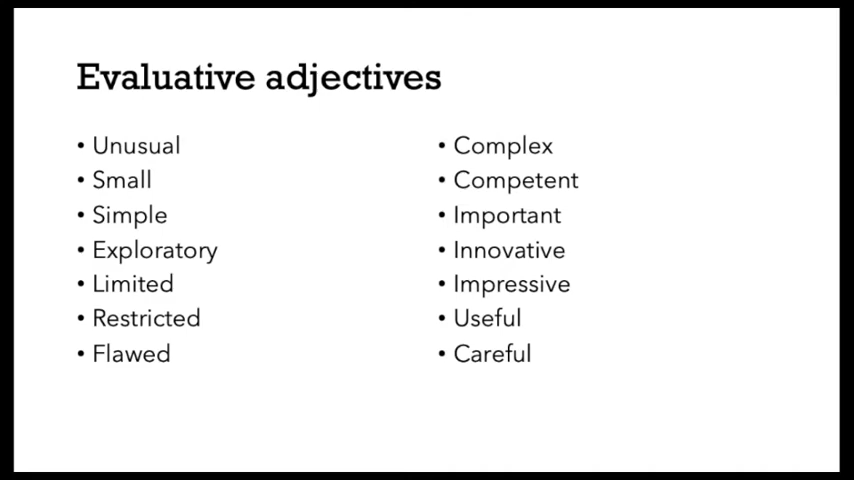 Evaluative adjectives
• Unusual
• Small
• Simple
• Exploratory
• Limited
• Restricted
• Flawed
• Complex
• Competent
• Important
• Innovative
• Impressive
• Useful
• Careful